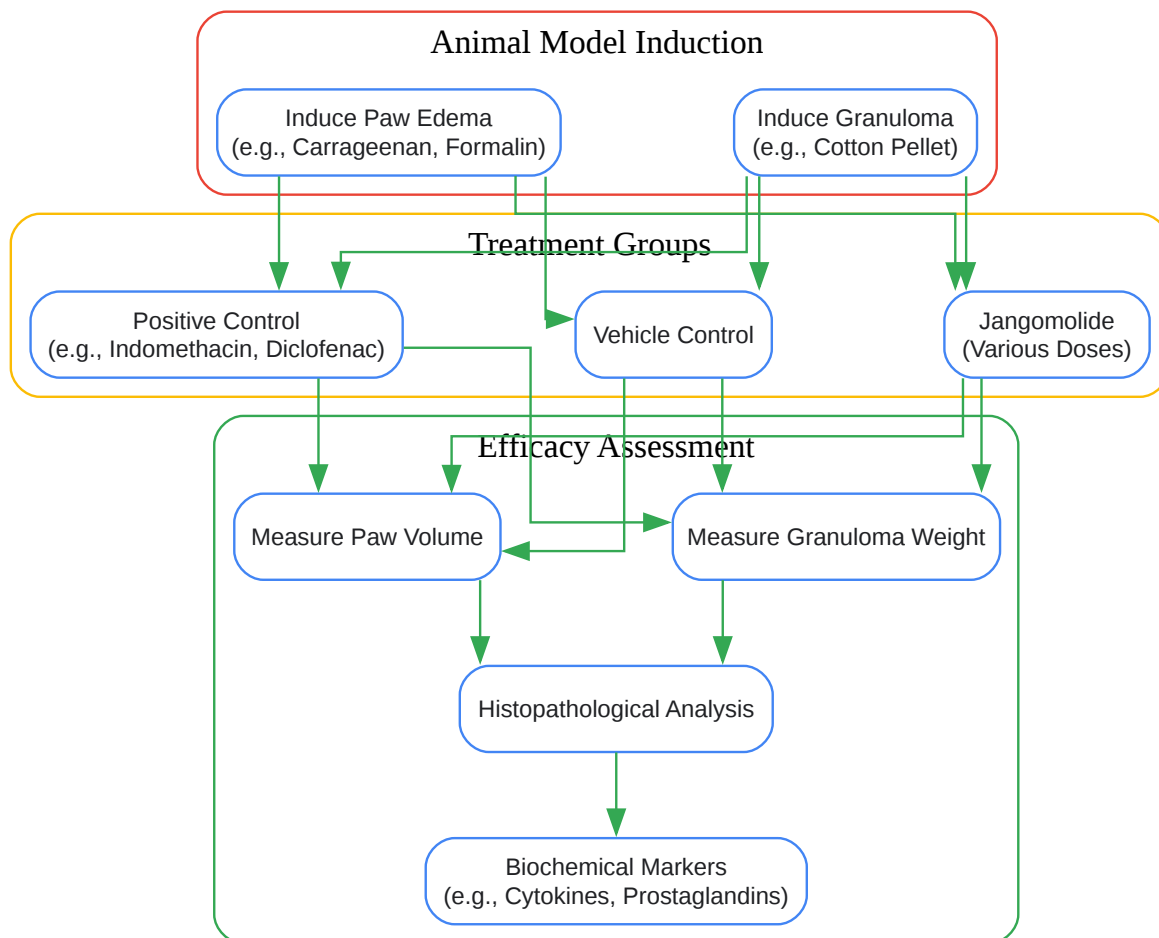 Animal Model Induction
Induce Paw Edema
(e.g., Carrageenan, Formalin)
Induce Granuloma
(e.g., Cotton Pellet)
Treatment Groups
Positive Control
(e.g., Indomethacin, Diclofenac)
Vehicle Control
Jangomolide
(Various Doses)
Efficacy Assessment
Measure Paw Volume
Measure Granuloma Weight
Histopathological Analysis
Biochemical Markers
(e.g., Cytokines, Prostaglandins)